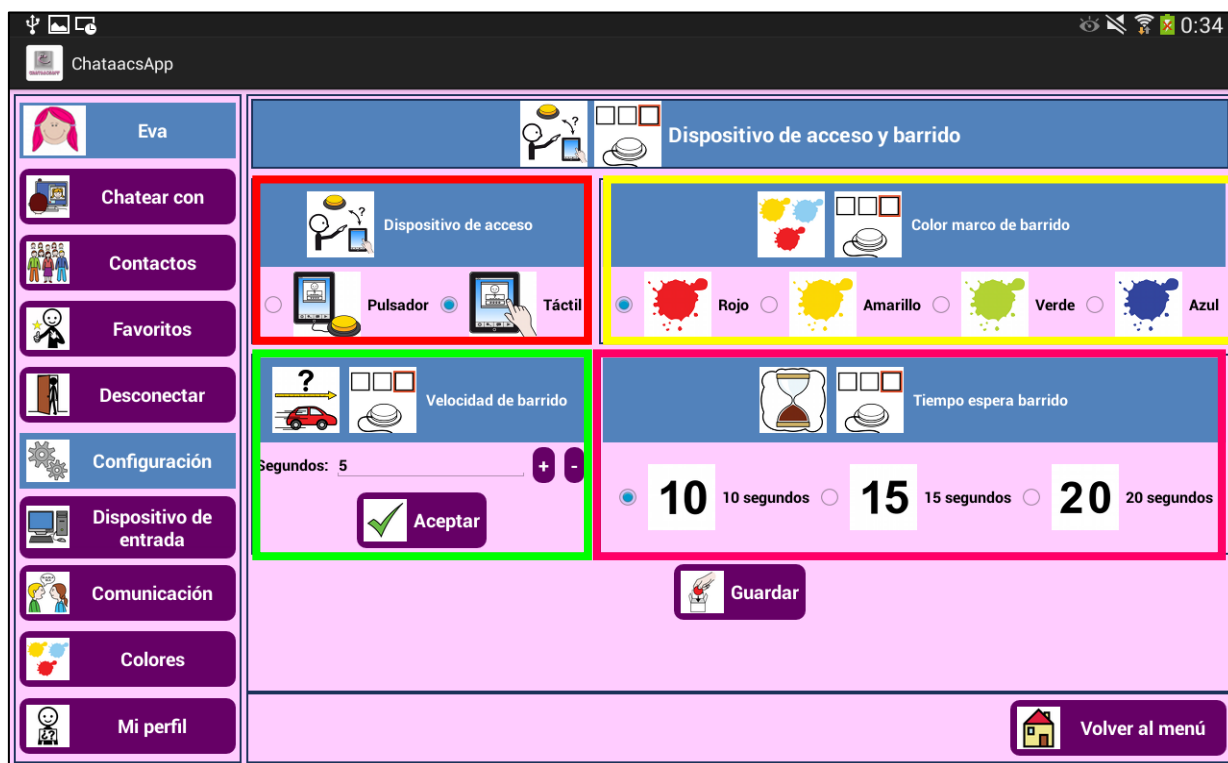 0:34
ChataacsApp
Eva
Chatear con
Contactos
Favoritos
Desconectar
Configuración
Dispositivo de
entrada
Comunicación
Colores
Mi perfil
Dispositivo de acceso y barrido
Dispositivo de acceso
Pulsador
Táctil
Color marco de barrido
Rojo
Amarillo
Verde
Azul
Velocidad de barrido
Segundos: 5
+ -
Aceptar
Tiempo espera barrido
10 10 segundos
15 15 segundos
20 20 segundos
Guardar
Volver al menú